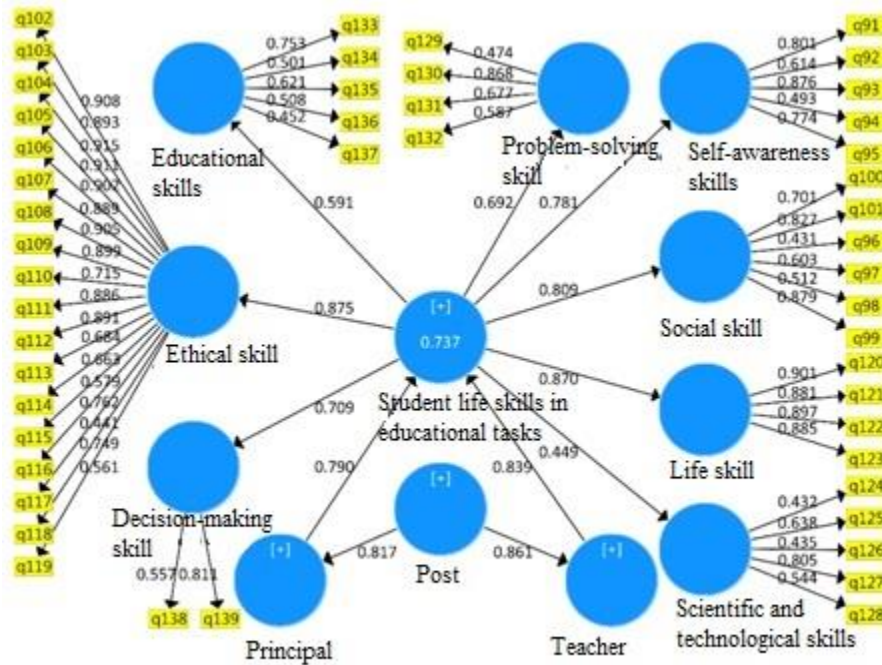 q102
q103
q104
q105
q106
q107
q108
q109
q110
q111
q112
q113
q114
q115
q116
q117
q118
q119
0.908
0.893
0.915
0.911
0.907
0.889
0.905
0.899
0.715
0.886
0.891
0.684
0.663
0.579
0.762
0.441
0.749
0.561
Ethical skill
0.875
q133
q134
q135
q136
q137
0.753
0.501
0.621
0.508
0.452
Educational
skills
0.591
q129
q130
q131
q132
0.474
0.868
0.677
0.587
Problem-solving
skill
0.692
q91
q92
q93
q94
q95
0.801
0.614
0.876
0.493
0.774
Self-awareness
skills
0.781
q100
q101
q96
q97
q98
q99
0.701
0.827
0.431
0.603
0.512
0.879
Social skill
0.809
[+]
0.737
Student life skills in
educational tasks
q120
q121
q122
q123
0.901
0.881
0.897
0.885
Life skill
0.870
q124
q125
q126
q127
q128
0.432
0.638
0.435
0.805
0.544
Scientific and
technological skills
0.449
0.709
Decision-making
skill
0.557
0.811
q138
q139
0.790
0.839
[+]
Post
0.817
0.861
[+]
Principal
[+]
Teacher